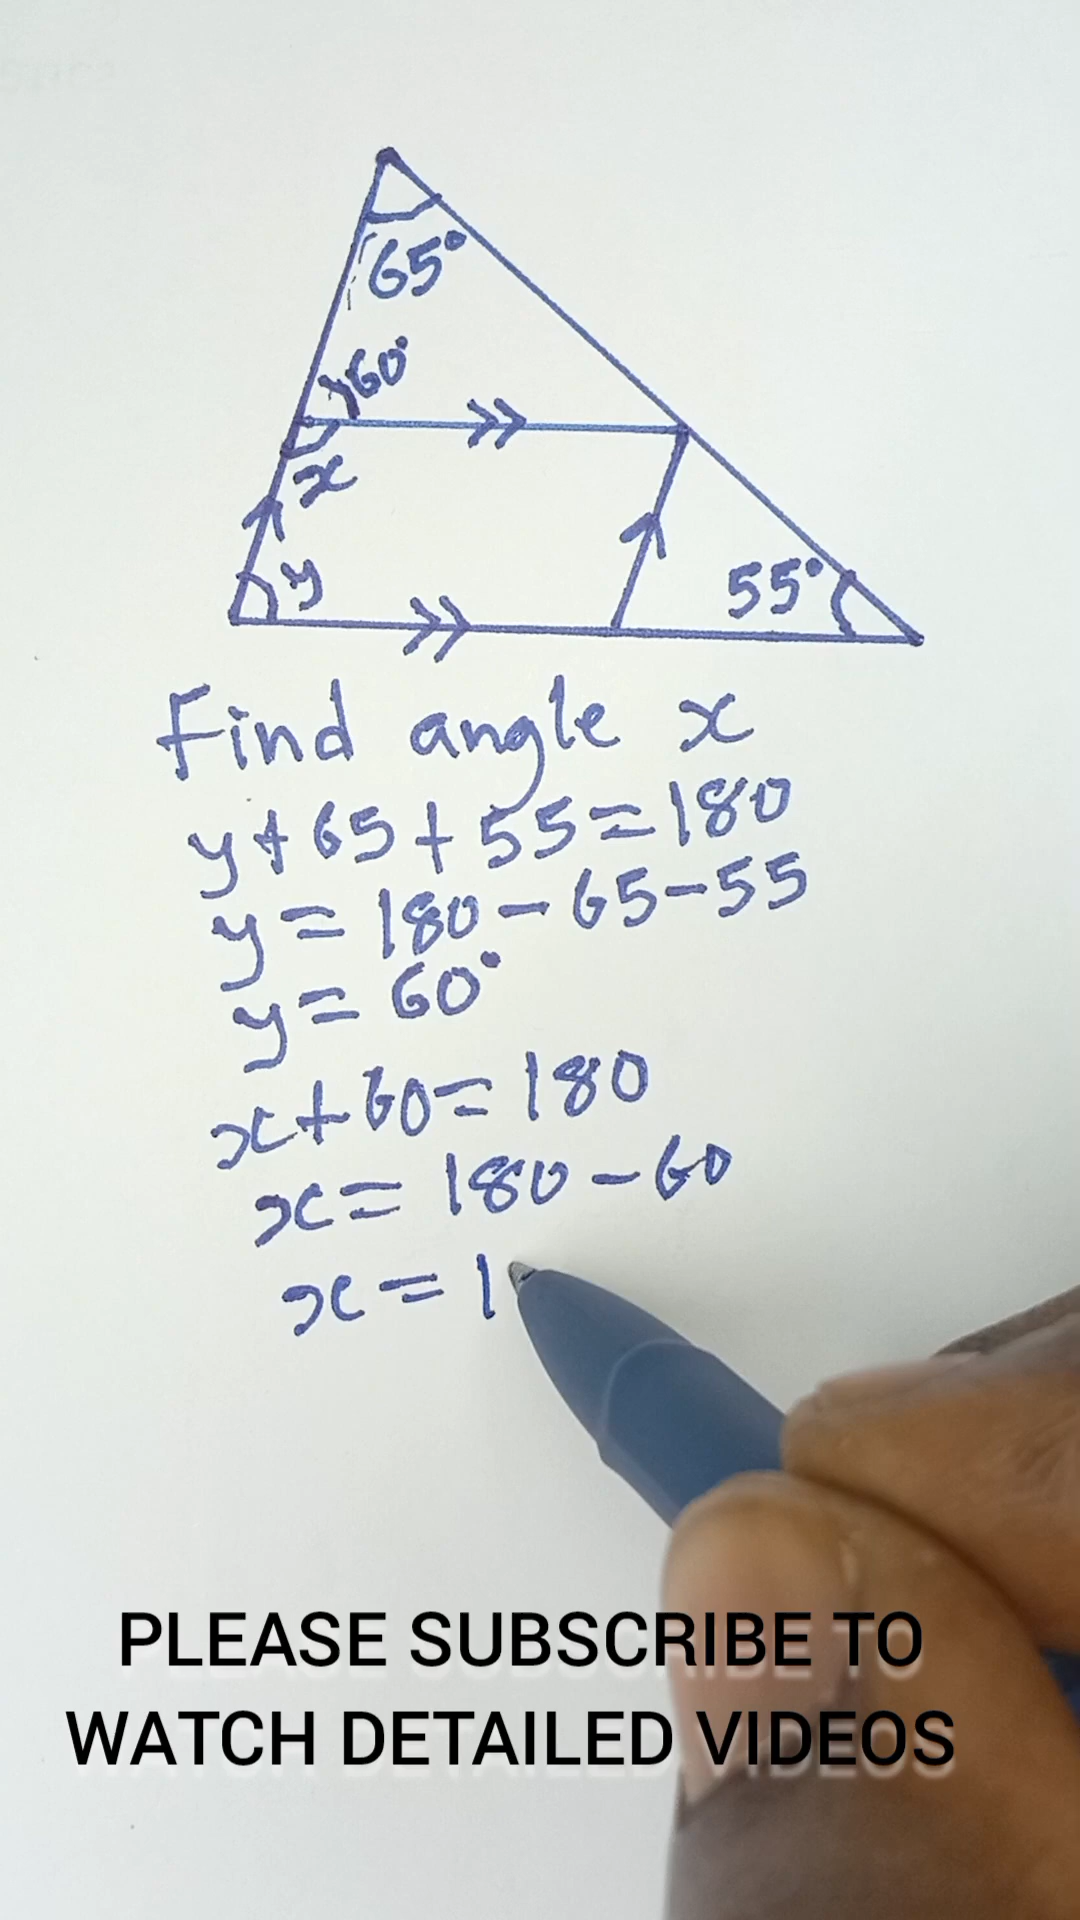 65°
60°
x
y
55°
Find angle x
y+65+55=180
y=180-65-55
y=60°
x+60=180
x=180-60
x=1
PLEASE SUBSCRIBE TO
WATCH DETAILED VIDEOS